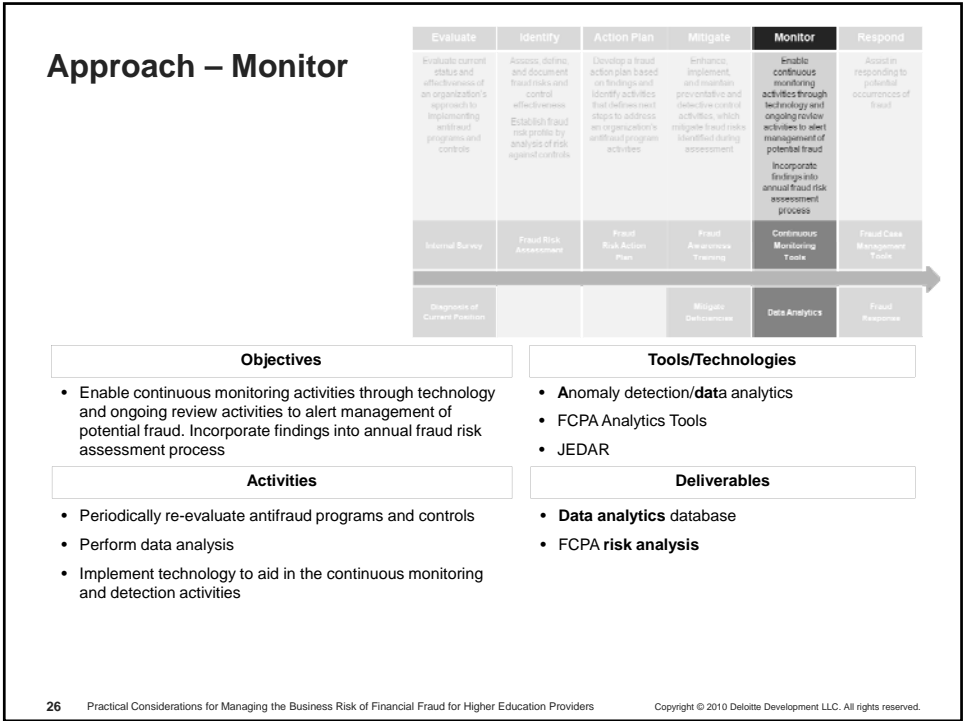 Approach – Monitor
Evaluate
Evaluate current
status and
effectiveness of
an organization's
approach to
implementing
antifraud
programs and
controls
Internal Survey
Diagnosis of
Current Position
Identify
Assess, define
and document
fraud risks and
control
effectiveness
Establish fraud
risk profile by
analysis of risk
against controls
Fraud Risk
Assessment
Action Plan
Develop a fraud
action plan based
on findings and
identify activities
that defines next
steps to address
an organization's
antifraud program
activities
Fraud
Risk Action
Plan
Mitigate
Enhance,
implement,
and maintain
preventative and
detective control
activities, which
mitigate fraud risks
identified during
assessment
Fraud
Awareness
Training
Mitigate
Deficiencies
Monitor
Enable
continuous
monitoring
activities through
technology and
ongoing review
activities to alert
management of
potential fraud
Incorporate
findings into
annual fraud risk
assessment
process
Continuous
Monitoring
Tools
Data Analytics
Respond
Assist in
responding to
potential
occurrences of
fraud
Fraud Case
Management
Tools
Fraud
Response
Objectives
• Enable continuous monitoring activities through technology
and ongoing review activities to alert management of
potential fraud. Incorporate findings into annual fraud risk
assessment process
Tools/Technologies
• Anomaly detection/data analytics
• FCPA Analytics Tools
• JEDAR
Activities
• Periodically re-evaluate antifraud programs and controls
• Perform data analysis
• Implement technology to aid in the continuous monitoring
and detection activities
Deliverables
• Data analytics database
• FCPA risk analysis
26 Practical Considerations for Managing the Business Risk of Financial Fraud for Higher Education Providers Copyright © 2010 Deloitte Development LLC. All rights reserved.